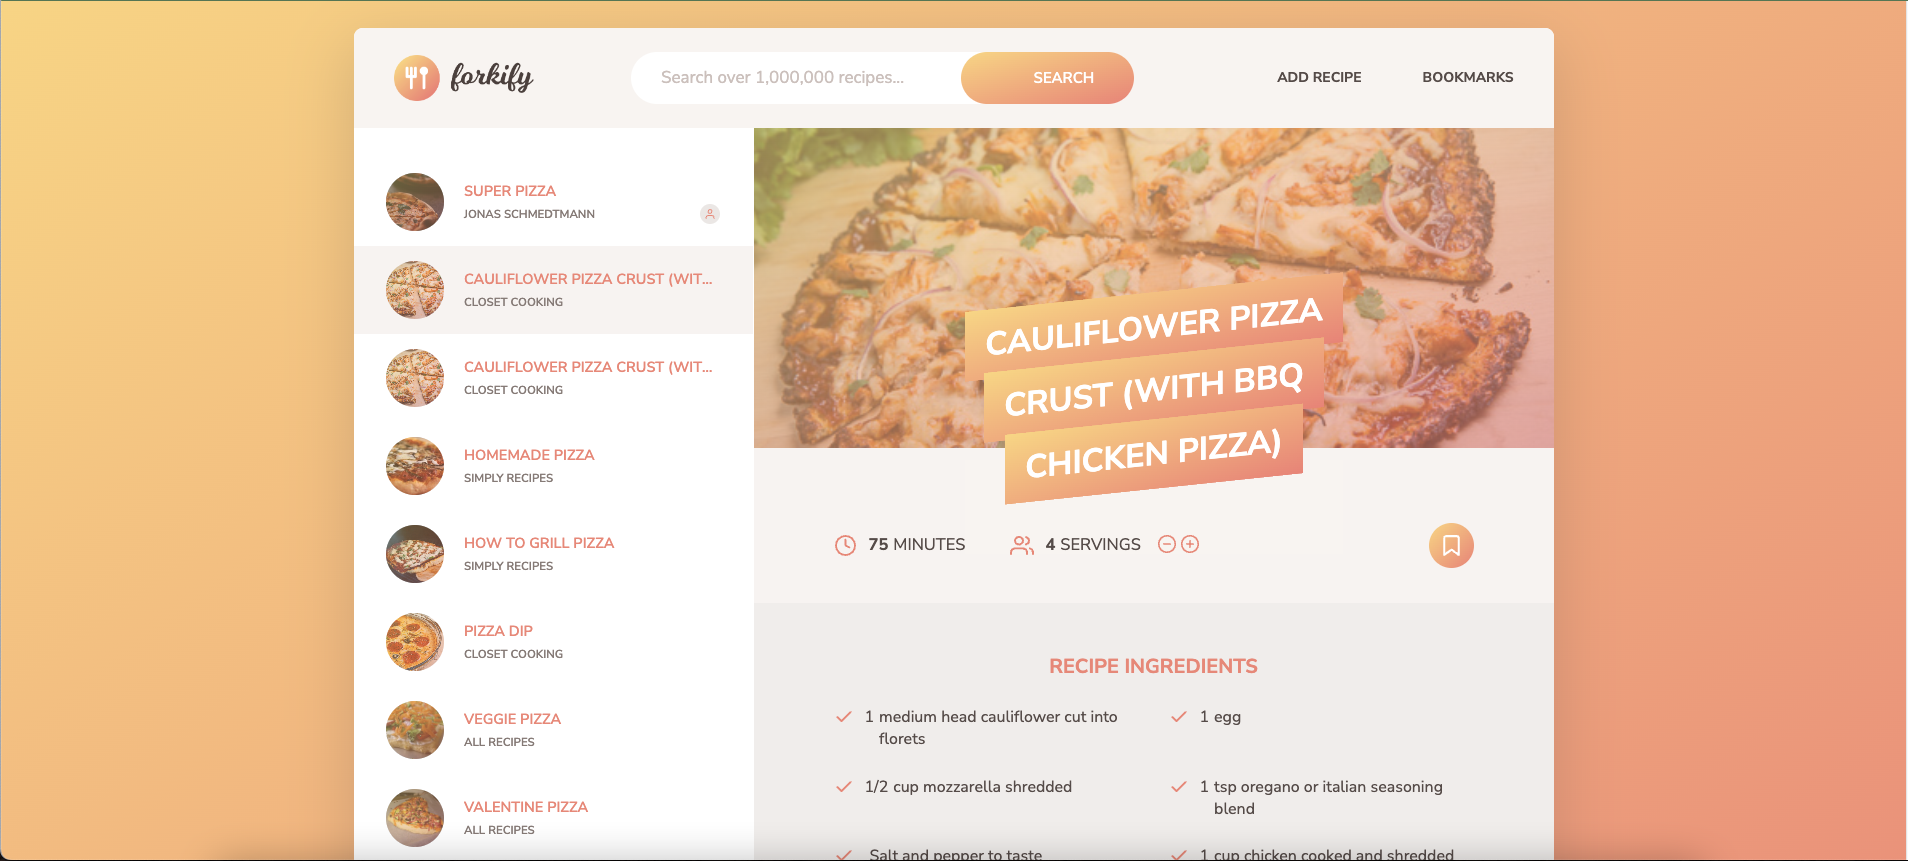 forkify
Search over 1,000,000 recipes...
SEARCH
ADD RECIPE
BOOKMARKS
SUPER PIZZA
JONAS SCHMEDTMANN
CAULIFLOWER PIZZA CRUST (WIT...
CLOSET COOKING
CAULIFLOWER PIZZA CRUST (WIT...
CLOSET COOKING
HOMEMADE PIZZA
SIMPLY RECIPES
HOW TO GRILL PIZZA
SIMPLY RECIPES
PIZZA DIP
CLOSET COOKING
VEGGIE PIZZA
ALL RECIPES
VALENTINE PIZZA
ALL RECIPES
CAULIFLOWER PIZZA
CRUST (WITH BBQ
CHICKEN PIZZA)
75 MINUTES
4 SERVINGS
RECIPE INGREDIENTS
1 medium head cauliflower cut into
florets
1 egg
1/2 cup mozzarella shredded
1 tsp oregano or italian seasoning
blend
Salt and pepper to taste
1 cup chicken cooked and shredded